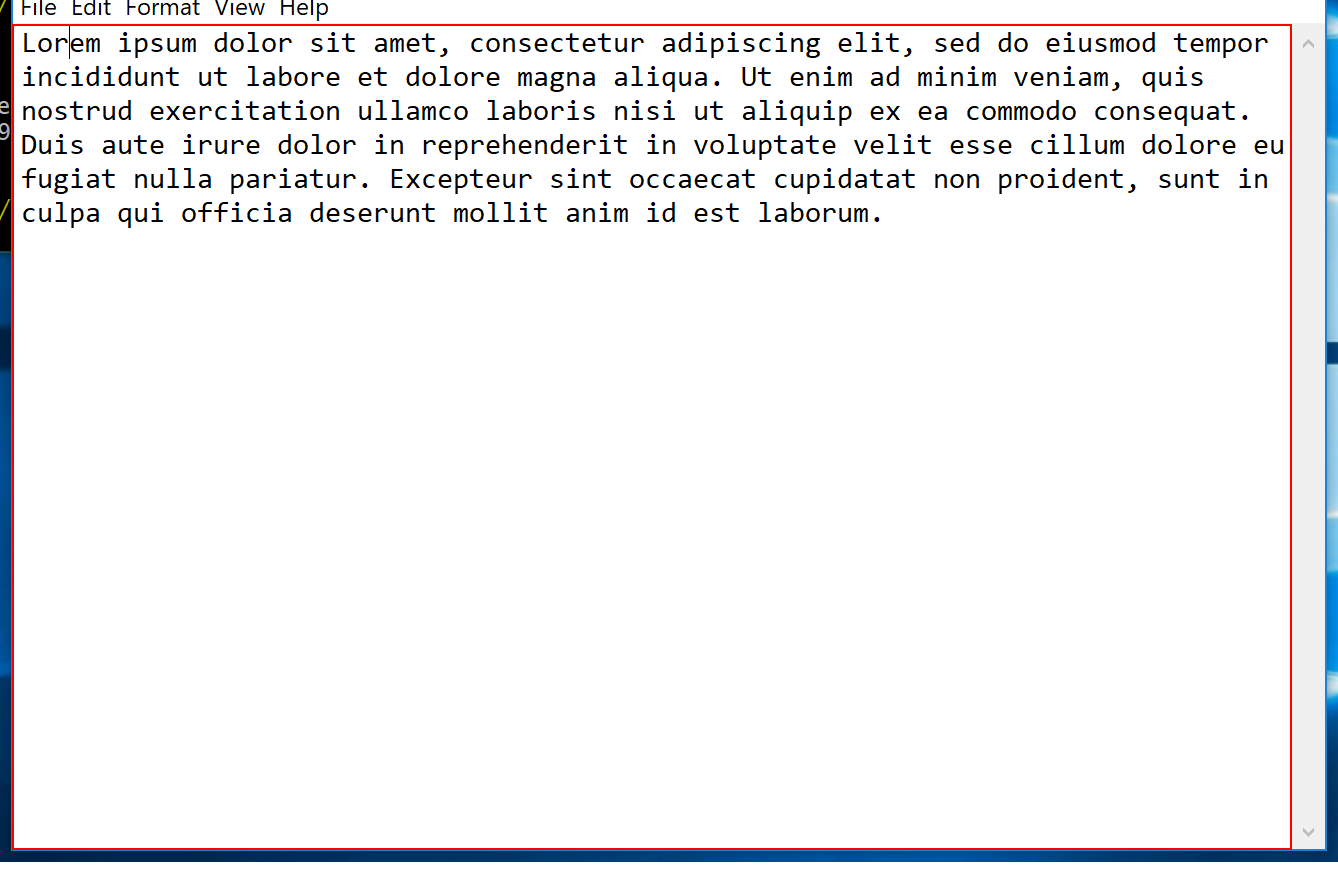 File Edit Format View Help
Lorem ipsum dolor sit amet, consectetur adipiscing elit, sed do eiusmod tempor
incididunt ut labore et dolore magna aliqua. Ut enim ad minim veniam, quis
nostrud exercitation ullamco laboris nisi ut aliquip ex ea commodo consequat.
Duis aute irure dolor in reprehenderit in voluptate velit esse cillum dolore eu
fugiat nulla pariatur. Excepteur sint occaecat cupidatat non proident, sunt in
culpa qui officia deserunt mollit anim id est laborum.